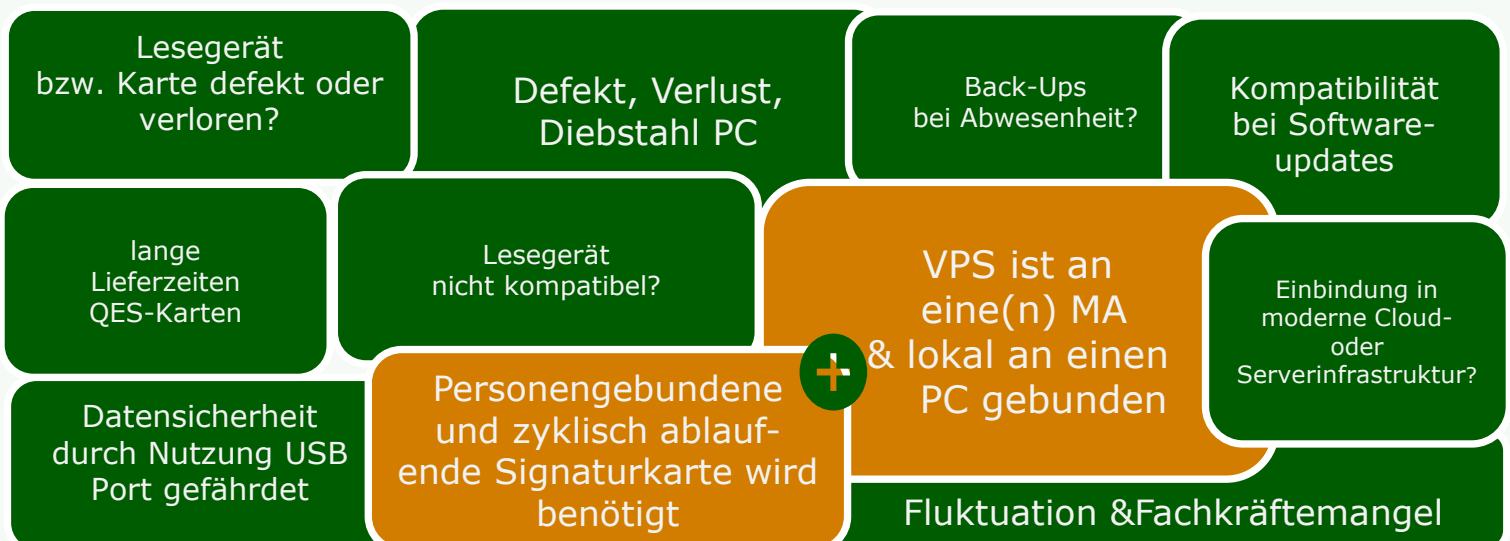 Lesegerät
bzw. Karte defekt oder
verloren?
Defekt, Verlust,
Diebstahl PC
Back-Ups
bei Abwesenheit?
Kompatibilität
bei Software-
updates
lange
Lieferzeiten
QES-Karten
Lesegerät
nicht kompatibel?
VPS ist an
eine(n) MA
& lokal an einen
PC gebunden
Einbindung in
moderne Cloud-
oder
Serverinfrastruktur?
+
Datensicherheit
durch Nutzung USB
Port gefährdet
Personengebundene
und zyklisch ablauf-
ende Signaturkarte wird
benötigt
Fluktuation &Fachkräftemangel